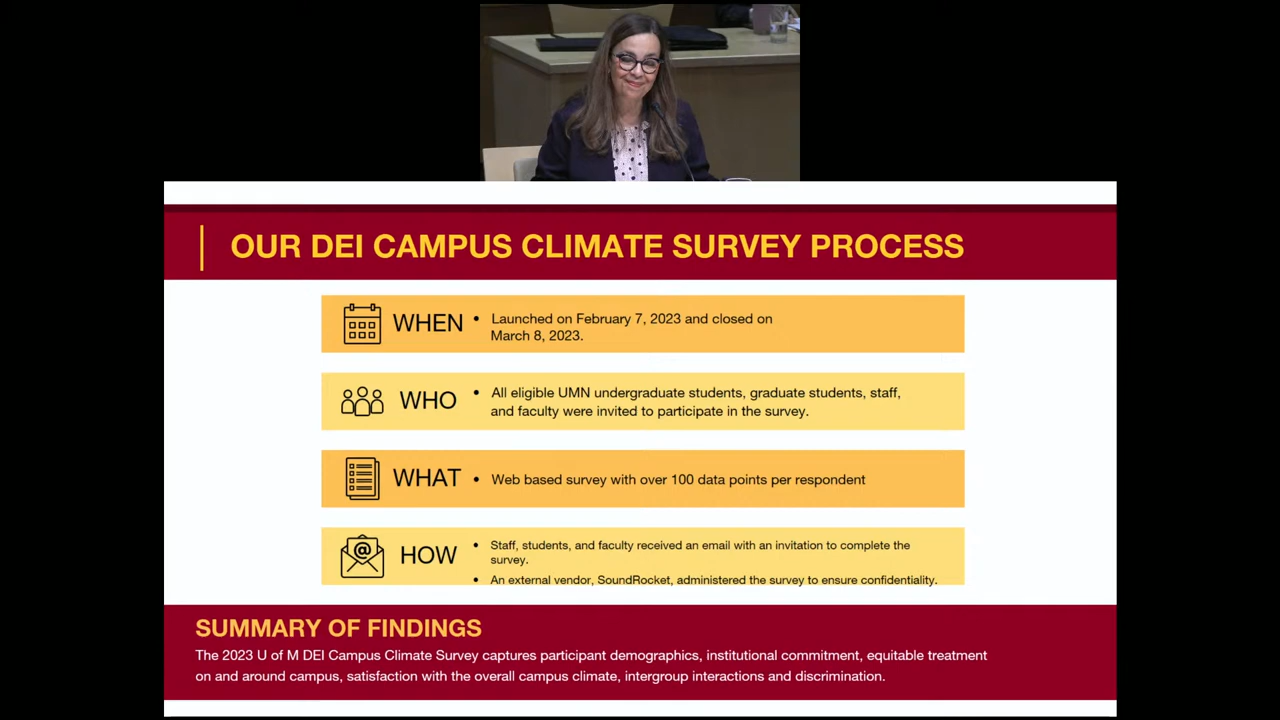 OUR DEI CAMPUS CLIMATE SURVEY PROCESS
WHEN
• Launched on February 7, 2023 and closed on
March 8, 2023.
WHO
• All eligible UMN undergraduate students, graduate students, staff,
and faculty were invited to participate in the survey.
WHAT
• Web based survey with over 100 data points per respondent
@
HOW
• Staff, students, and faculty received an email with an invitation to complete the
survey.
• An external vendor, SoundRocket, administered the survey to ensure confidentiality.
SUMMARY OF FINDINGS
The 2023 U of M DEI Campus Climate Survey captures participant demographics, institutional commitment, equitable treatment
on and around campus, satisfaction with the overall campus climate, intergroup interactions and discrimination.